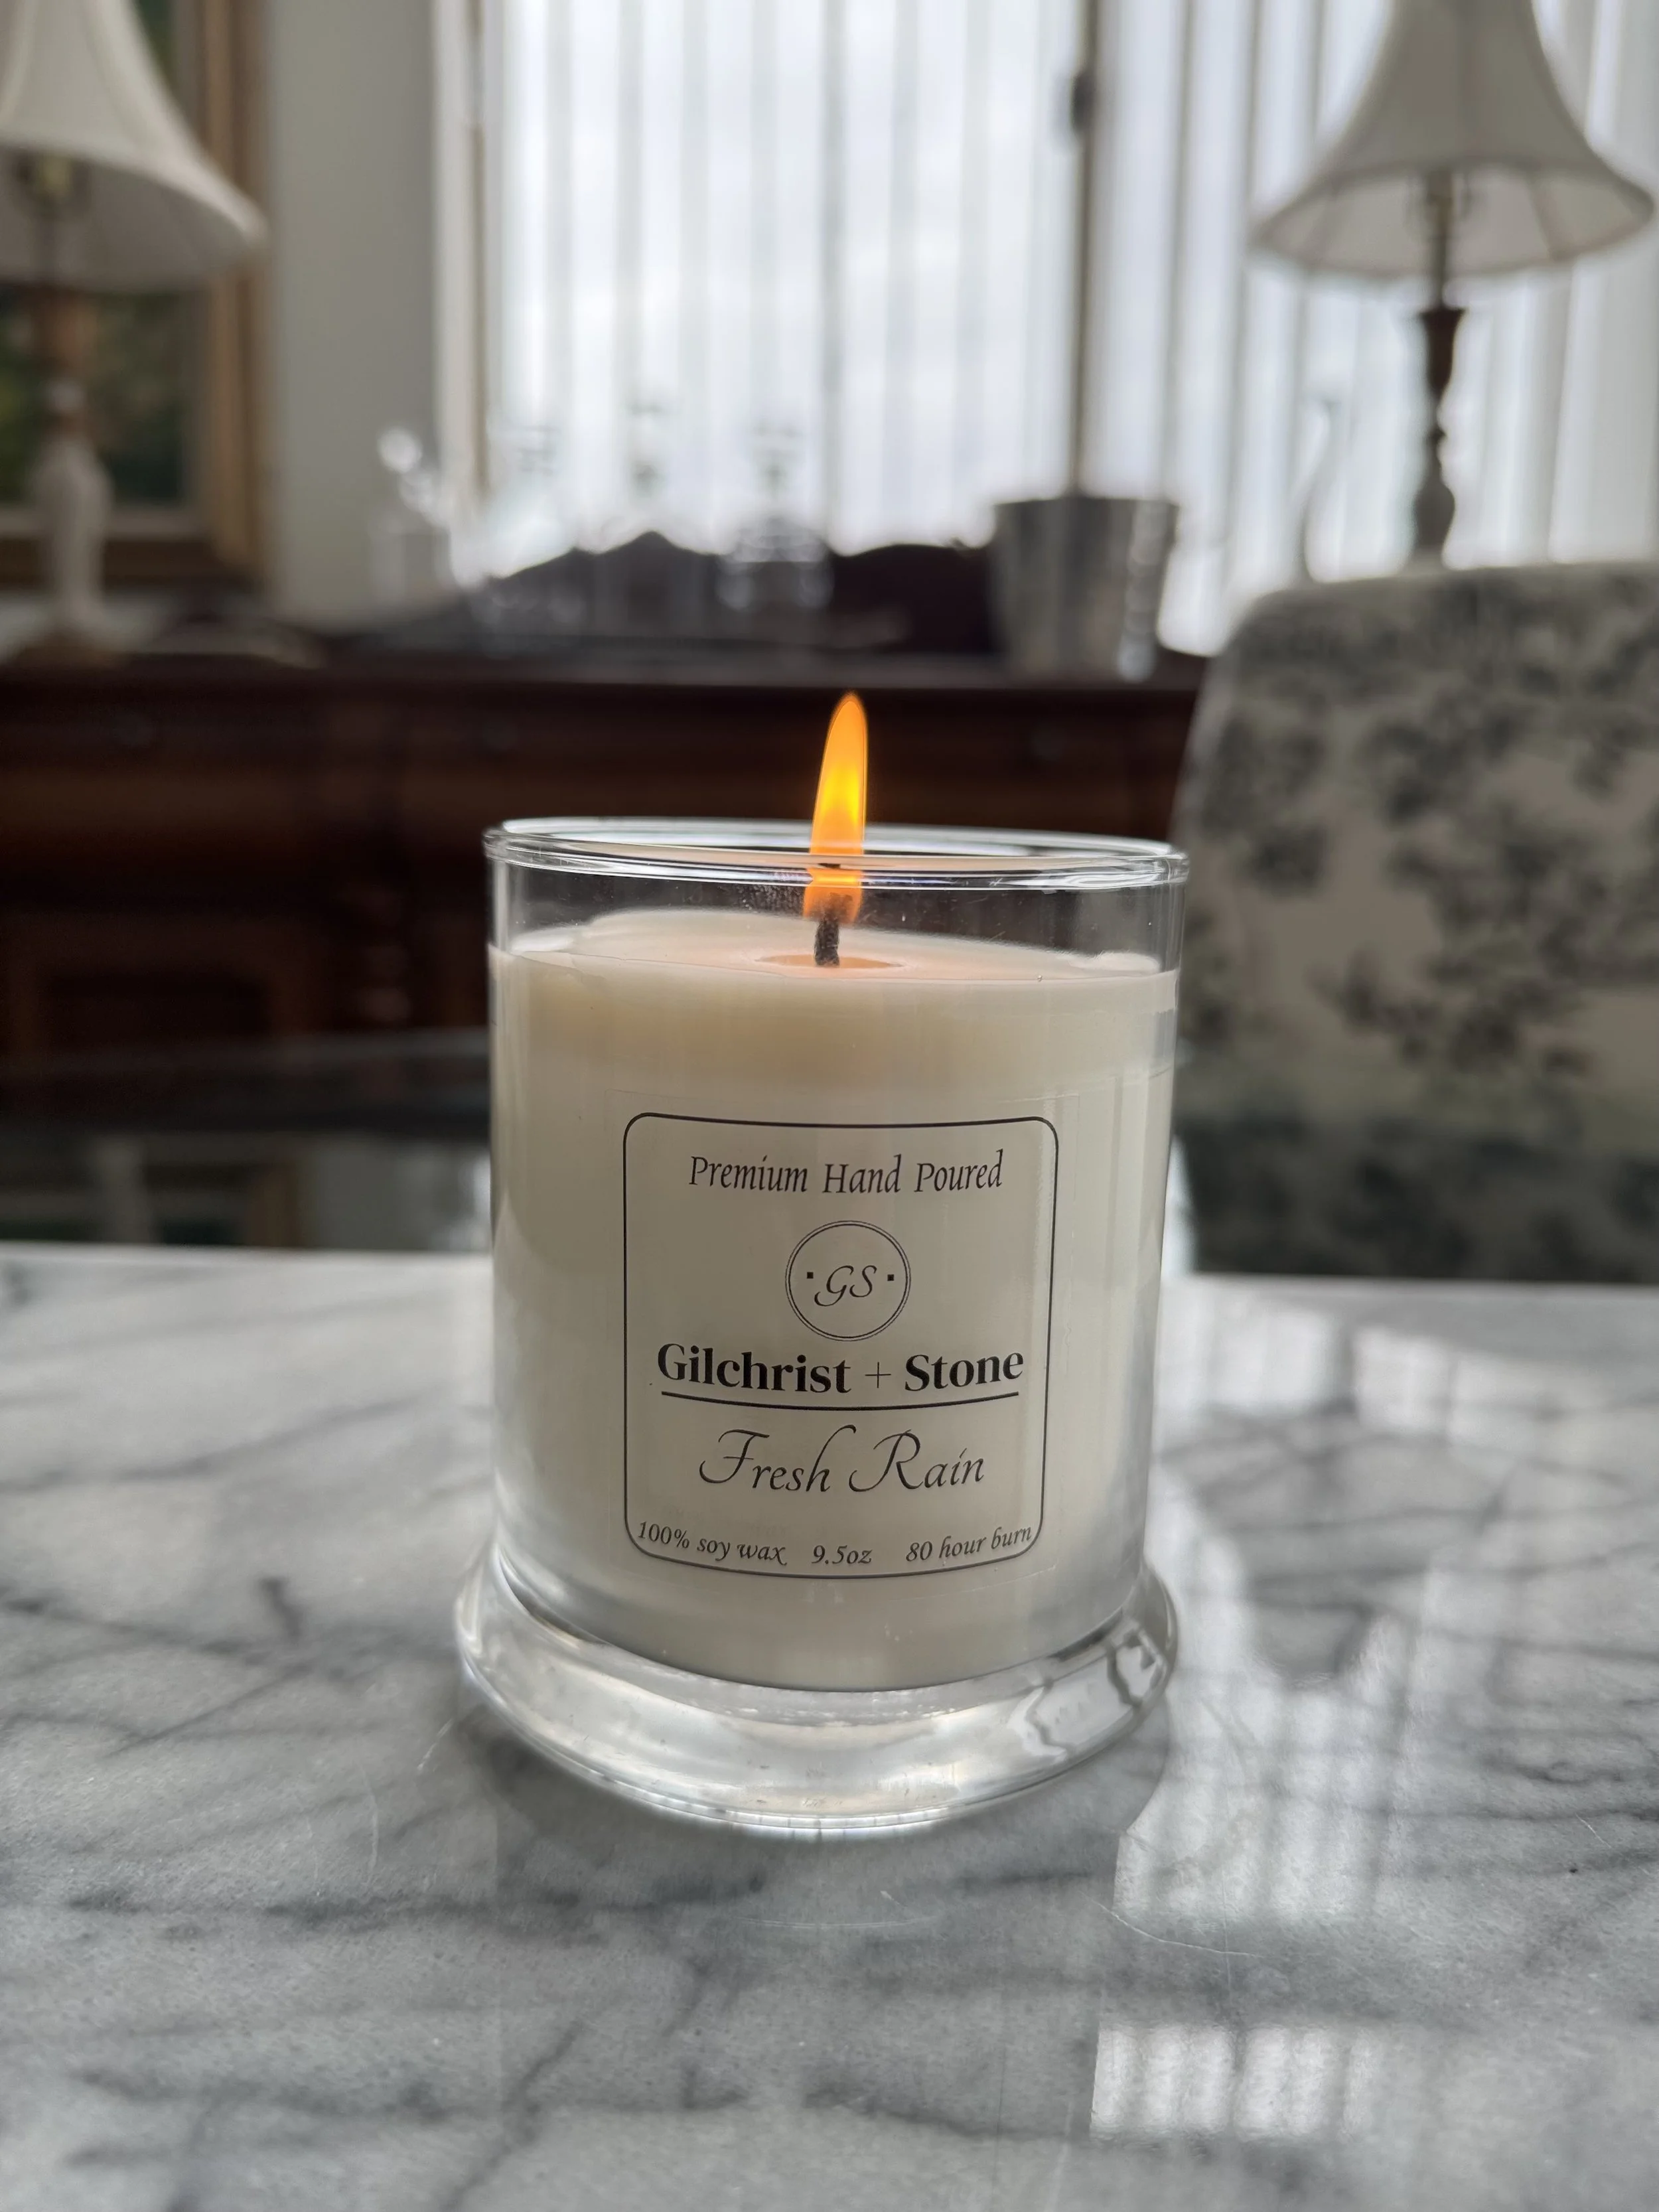 Premium Hand Poured
·GS·
Gilchrist + Stone
Fresh Rain
100% soy wax 9.5oz 80 hour burn